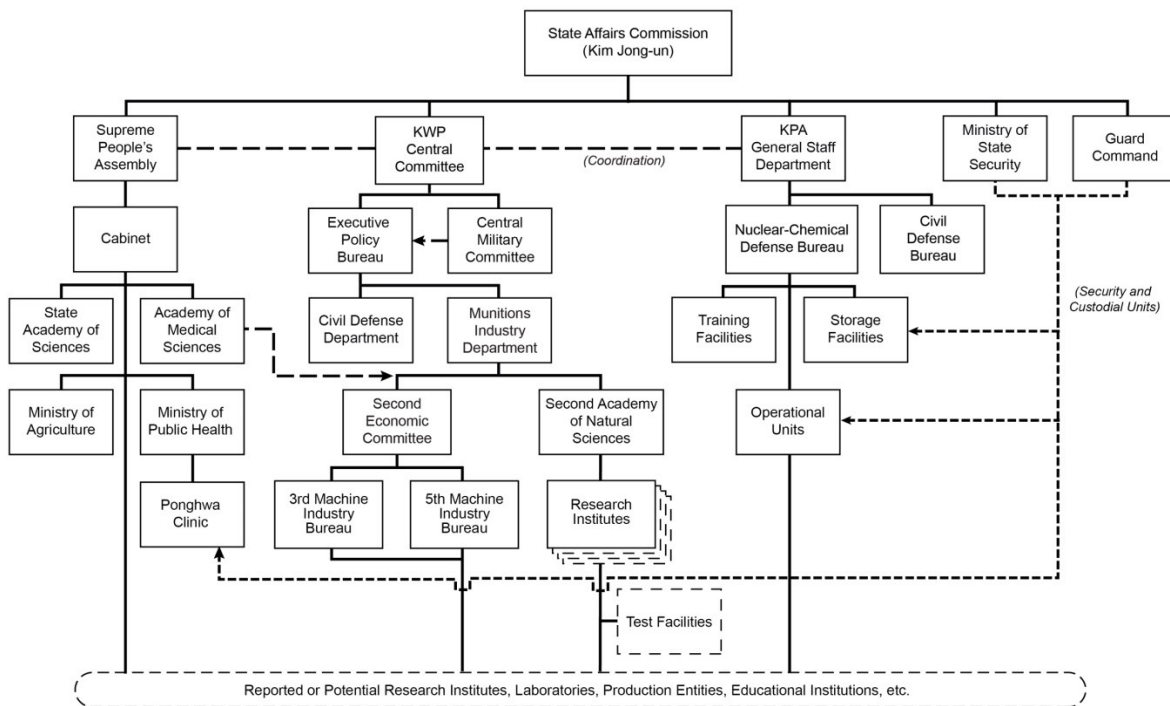 State Affairs Commission
(Kim Jong-un)
Supreme
People's
Assembly
KWP
Central
Committee
(Coordination)
KPA
General Staff
Department
Ministry of
State
Security
Guard
Command
Cabinet
Executive
Policy
Bureau
Central
Military
Committee
Nuclear-Chemical
Defense Bureau
Civil
Defense
Bureau
State
Academy of
Sciences
Academy of
Medical
Sciences
Civil Defense
Department
Munitions
Industry
Department
Training
Facilities
Storage
Facilities
(Security and
Custodial Units)
Ministry of
Agriculture
Ministry of
Public Health
Second
Economic
Committee
Second Academy
of Natural
Sciences
Operational
Units
Ponghwa
Clinic
3rd Machine
Industry
Bureau
5th Machine
Industry
Bureau
Research
Institutes
Test Facilities
Reported or Potential Research Institutes, Laboratories, Production Entities, Educational Institutions, etc.